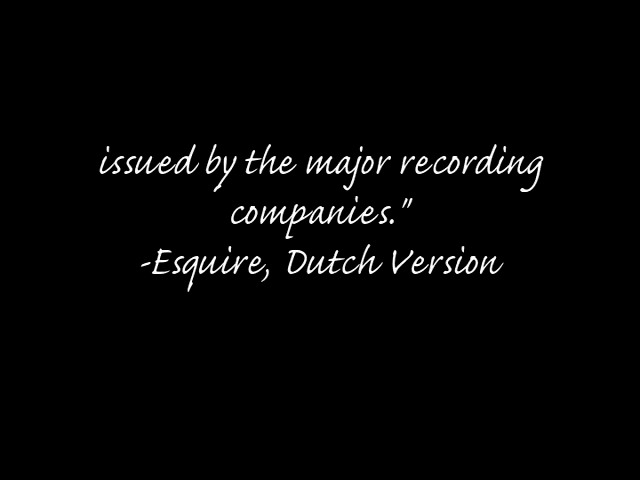 issued by the major recording
companies."
-Esquire, Dutch Version